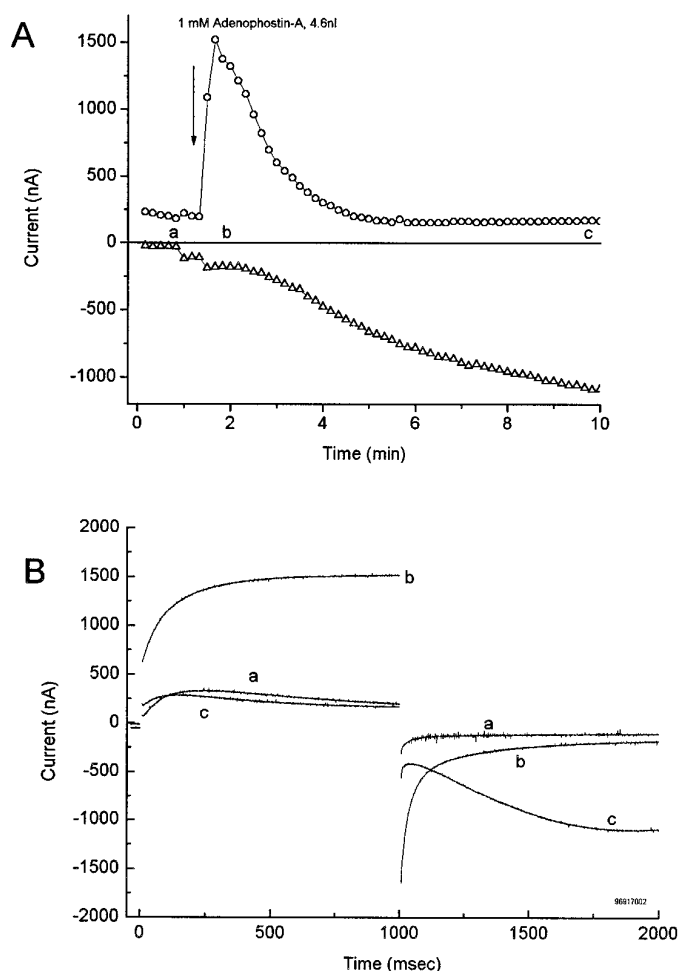 A
1 mM Adenophostin-A, 4.6nl
1500
1000
500
0
-500
-1000
Current (nA)
a
b
c
0
2
4
6
8
10
Time (min)
B
2000
1500
1000
500
0
-500
-1000
-1500
-2000
Current (nA)
b
a
c
a
b
c
96917002
0
500
1000
1500
2000
Time (msec)